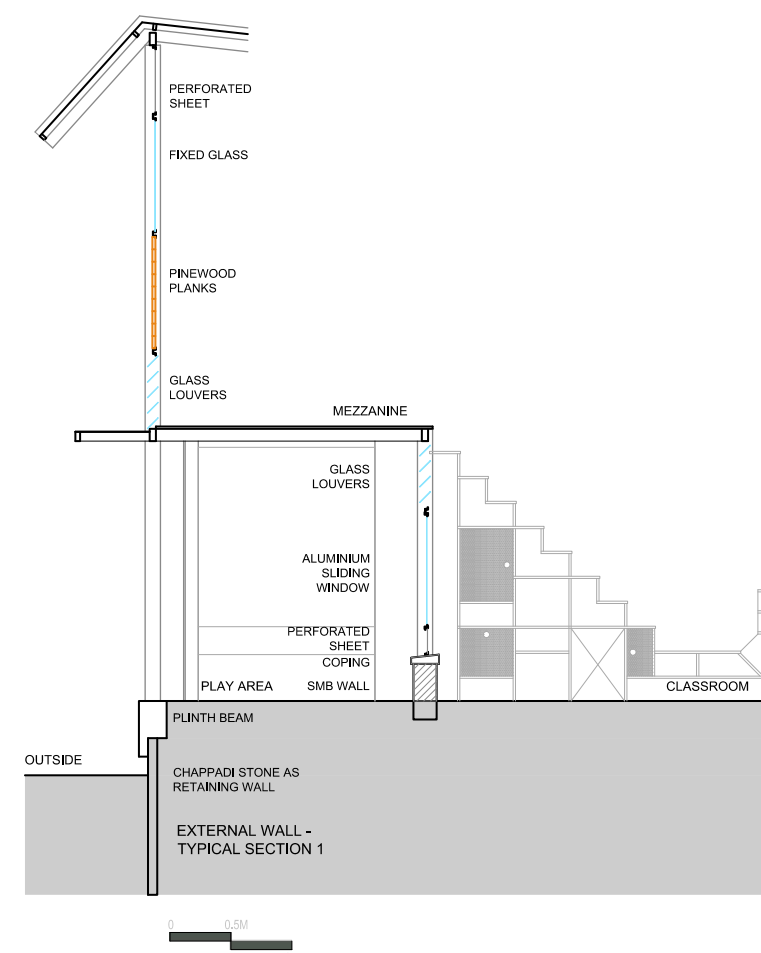 PERFORATED
SHEET
FIXED GLASS
PINEWOOD
PLANKS
GLASS
LOUVERS
MEZZANINE
GLASS
LOUVERS
ALUMINIUM
SLIDING
WINDOW
PERFORATED
SHEET
COPING
PLAY AREA
SMB WALL
CLASSROOM
PLINTH BEAM
OUTSIDE
CHAPPADI STONE AS
RETAINING WALL
EXTERNAL WALL -
TYPICAL SECTION 1
0 0.5M